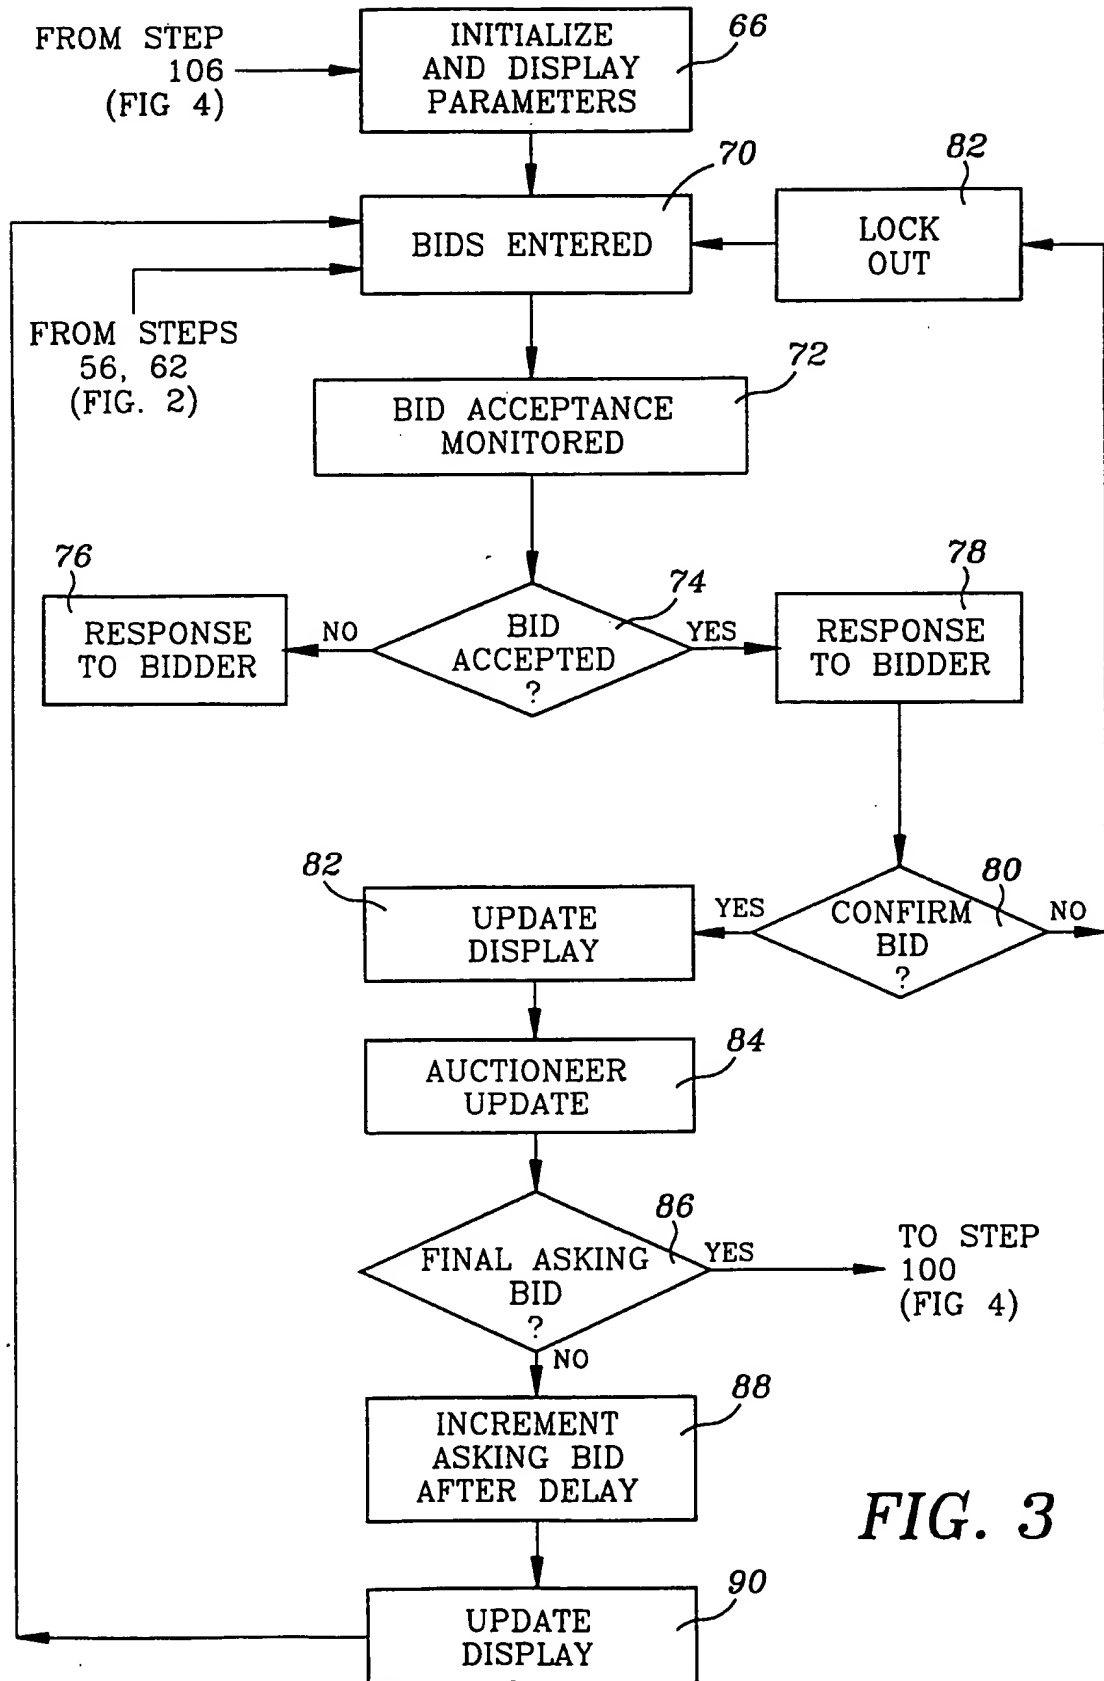 FROM STEP
106
(FIG 4)
INITIALIZE
AND DISPLAY
PARAMETERS
66
70
BIDS ENTERED
82
LOCK
OUT
FROM STEPS
56, 62
(FIG. 2)
72
BID ACCEPTANCE
MONITORED
76
RESPONSE
TO BIDDER
NO
74
BID
ACCEPTED
?
YES
78
RESPONSE
TO BIDDER
82
UPDATE
DISPLAY
YES
80
CONFIRM
BID
?
NO
84
AUCTIONEER
UPDATE
86
FINAL ASKING
BID
?
YES
TO STEP
100
(FIG 4)
NO
88
INCREMENT
ASKING BID
AFTER DELAY
FIG. 3
90
UPDATE
DISPLAY